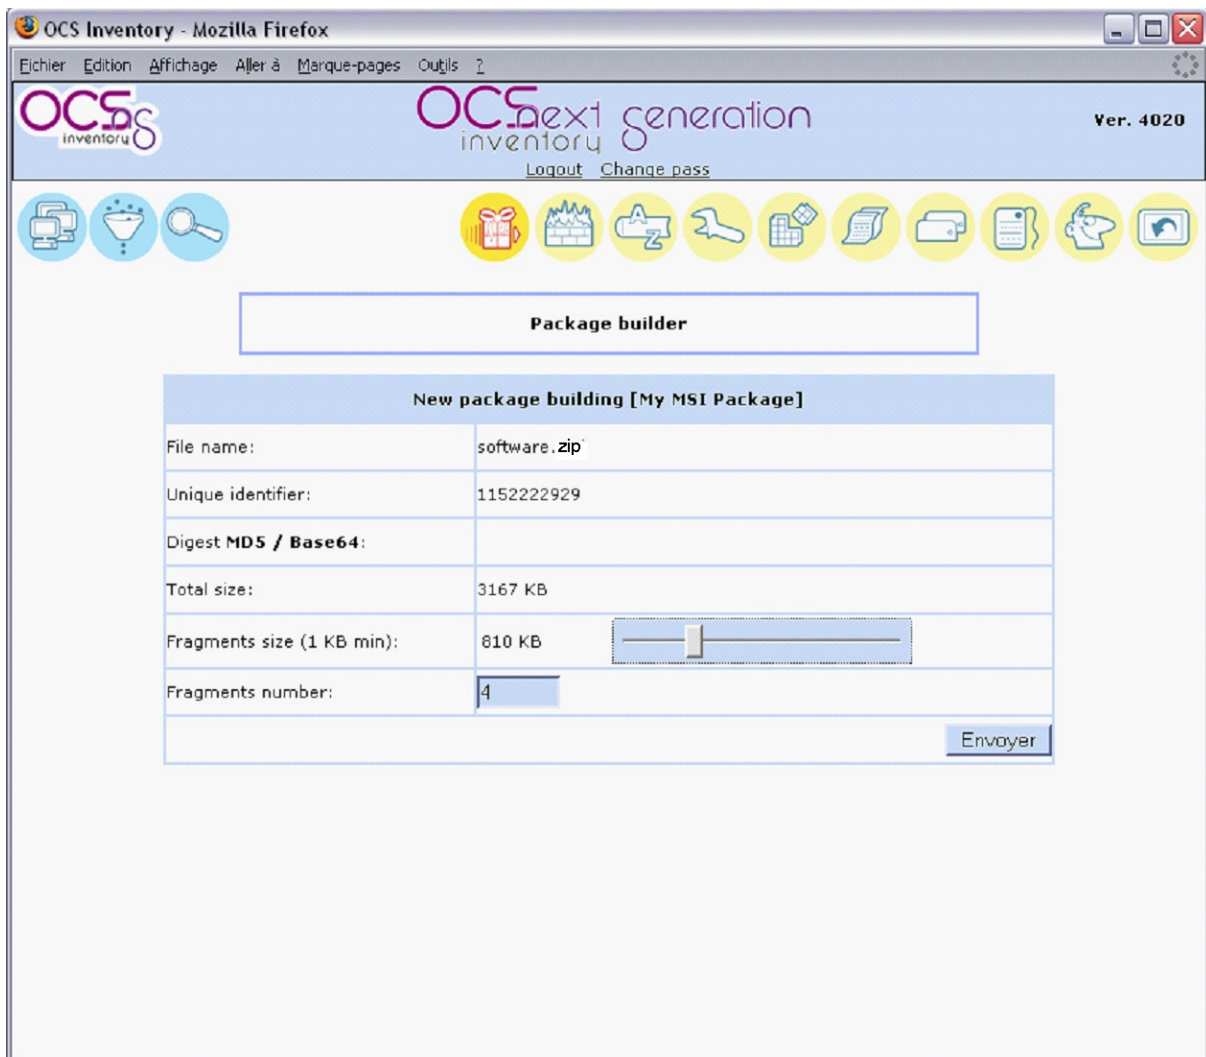 OCS Inventory - Mozilla Firefox
Fichier Edition Affichage Aller à Marque-pages Outils ?
OCSng inventory
OCS inventory next generation
Ver. 4020
Logout Change pass
A Z
Package builder
New package building [My MSI Package]
File name: software.zip
Unique identifier: 1152222929
Digest MD5 / Base64:
Total size: 3167 KB
Fragments size (1 KB min): 810 KB
Fragments number: 4
Envoyer